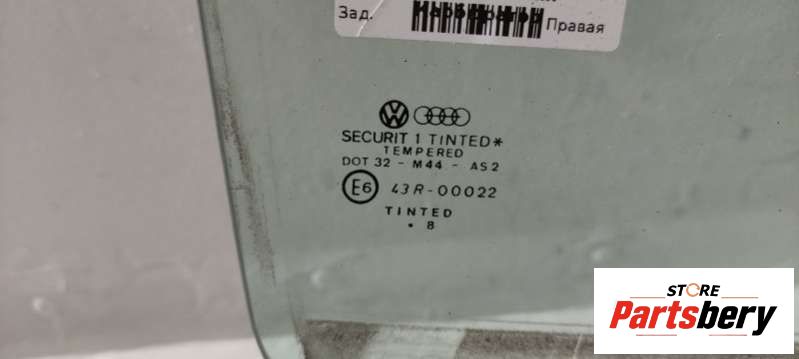 Зад.
Правая
SECURIT 1 TINTED*
TEMPERED
DOT 32 - M44 - AS2
E6 43R-00022
TINTED
. 8
STORE
Partsbery